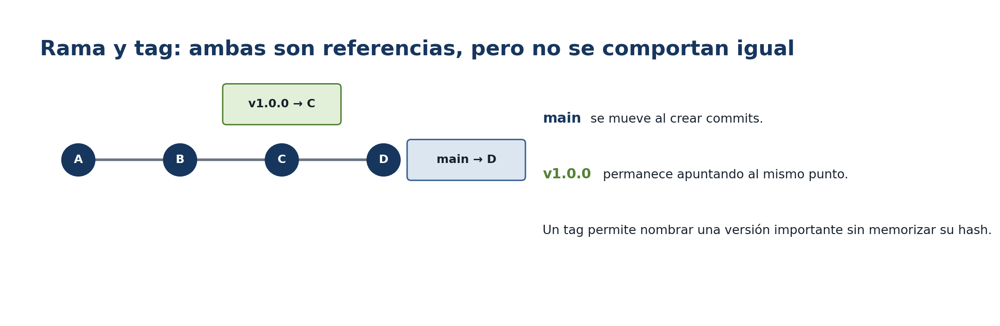 Rama y tag: ambas son referencias, pero no se comportan igual
v1.0.0 → C
A
B
C
D
main → D
main se mueve al crear commits.
v1.0.0 permanece apuntando al mismo punto.
Un tag permite nombrar una versión importante sin memorizar su hash.